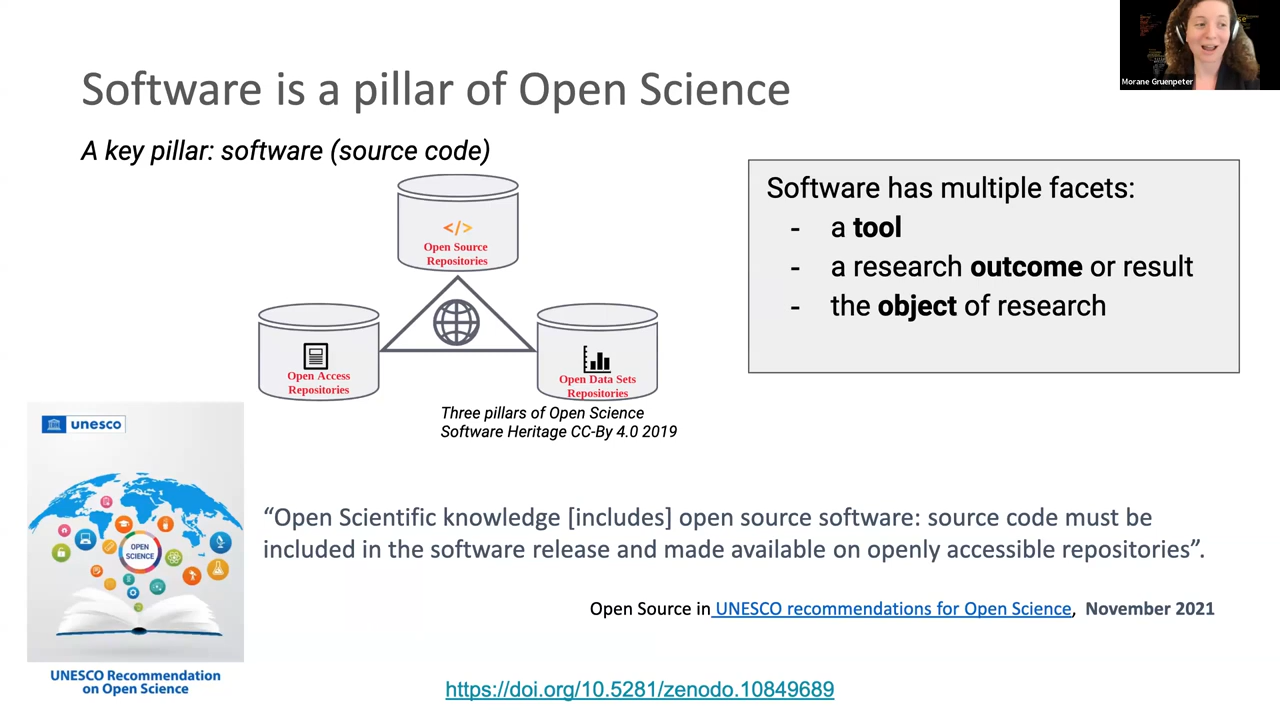 Software is a pillar of Open Science
Morane Gruenpeter
A key pillar: software (source code)
</>
Open Source
Repositories
Open Access
Repositories
Open Data Sets
Repositories
Three pillars of Open Science
Software Heritage CC-By 4.0 2019
Software has multiple facets:
- a tool
- a research outcome or result
- the object of research
unesco
OPEN
SCIENCE
UNESCO Recommendation
on Open Science
“Open Scientific knowledge [includes] open source software: source code must be
included in the software release and made available on openly accessible repositories”.
Open Source in UNESCO recommendations for Open Science, November 2021
https://doi.org/10.5281/zenodo.10849689